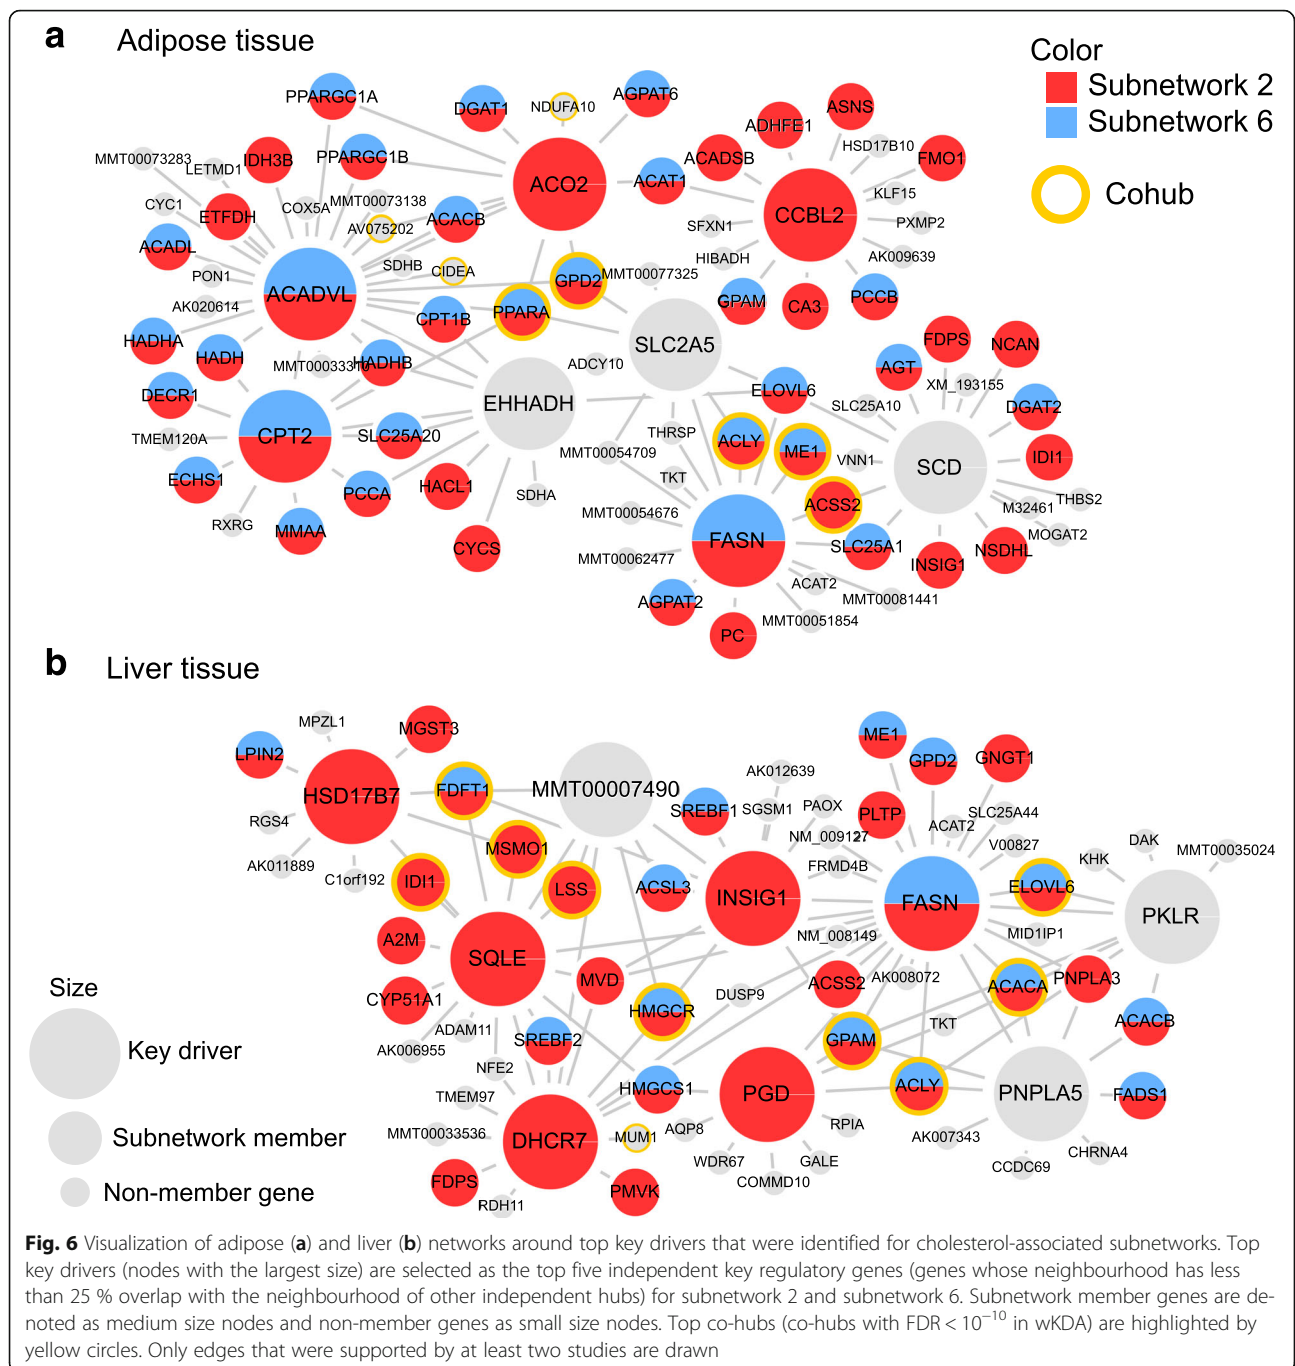 a Adipose tissue
Color
Subnetwork 2
Subnetwork 6
Cohub
PPARGC1A
DGAT1
NDUFA10
AGPAT6
ADHFE1
ASNS
HSD17B10
FMO1
MMT00073283
LETMD1
IDH3B
PPARGC1B
ACO2
ACAT1
ACADSB
CCBL2
KLF15
PXMP2
CYC1
ETFDH
COX5A
MMT00073138
AV075202
ACACB
SFXN1
HIBADH
AK009639
ACADL
PON1
SDHB
CIDEA
GPD2
MMT00077325
AK020614
ACADVL
CPT1B
PPARA
GPAM
CA3
PCCB
HADHA
HADH
HADHB
SLC2A5
ADCY10
FDPS
NCAN
AGT
XM_193155
DECR1
EHHADH
ELOVL6
SLC25A10
DGAT2
TMEM120A
CPT2
SLC25A20
THRSP
ACLY
ME1
VNN1
SCD
IDI1
MMT00054709
TKT
ECHS1
PCCA
HACL1
SDHA
ACSS2
M32461
THBS2
MOGAT2
RXRG
MMAA
CYCS
MMT00054676
FASN
SLC25A1
INSIG1
NSDHL
MMT00062477
ACAT2
MMT00081441
AGPAT2
PC
MMT00051854
b Liver tissue
MPZL1
MGST3
LPIN2
HSD17B7
FDFT1
MMT00007490
AK012639
SREBF1
SGSM1
PAOX
PLTP
ME1
GPD2
GNGT1
SLC25A44
ACAT2
V00827
DAK
MMT00035024
KHK
RGS4
MSMO1
FRMD4B
AK011889
C1orf192
IDI1
LSS
ACSL3
INSIG1
FASN
ELOVL6
PKLR
A2M
SQLE
NM_008149
MID1IP1
CYP51A1
MVD
ACSS2
AK008072
ACACA
PNPLA3
DUSP9
HMGCR
ADAM11
AK006955
SREBF2
GPAM
TKT
ACACB
NFE2
HMGCS1
PGD
ACLY
PNPLA5
FADS1
TMEM97
MMT00033536
DHCR7
MUM1
AQP8
RPIA
AK007343
CHRNA4
FDPS
RDH11
PMVK
WDR67
COMMD10
GALE
CCDC69
Size
Key driver
Subnetwork member
Non-member gene
Fig. 6 Visualization of adipose (a) and liver (b) networks around top key drivers that were identified for cholesterol-associated subnetworks. Top
key drivers (nodes with the largest size) are selected as the top five independent key regulatory genes (genes whose neighbourhood has less
than 25 % overlap with the neighbourhood of other independent hubs) for subnetwork 2 and subnetwork 6. Subnetwork member genes are de-
noted as medium size nodes and non-member genes as small size nodes. Top co-hubs (co-hubs with FDR < 10−10 in wKDA) are highlighted by
yellow circles. Only edges that were supported by at least two studies are drawn